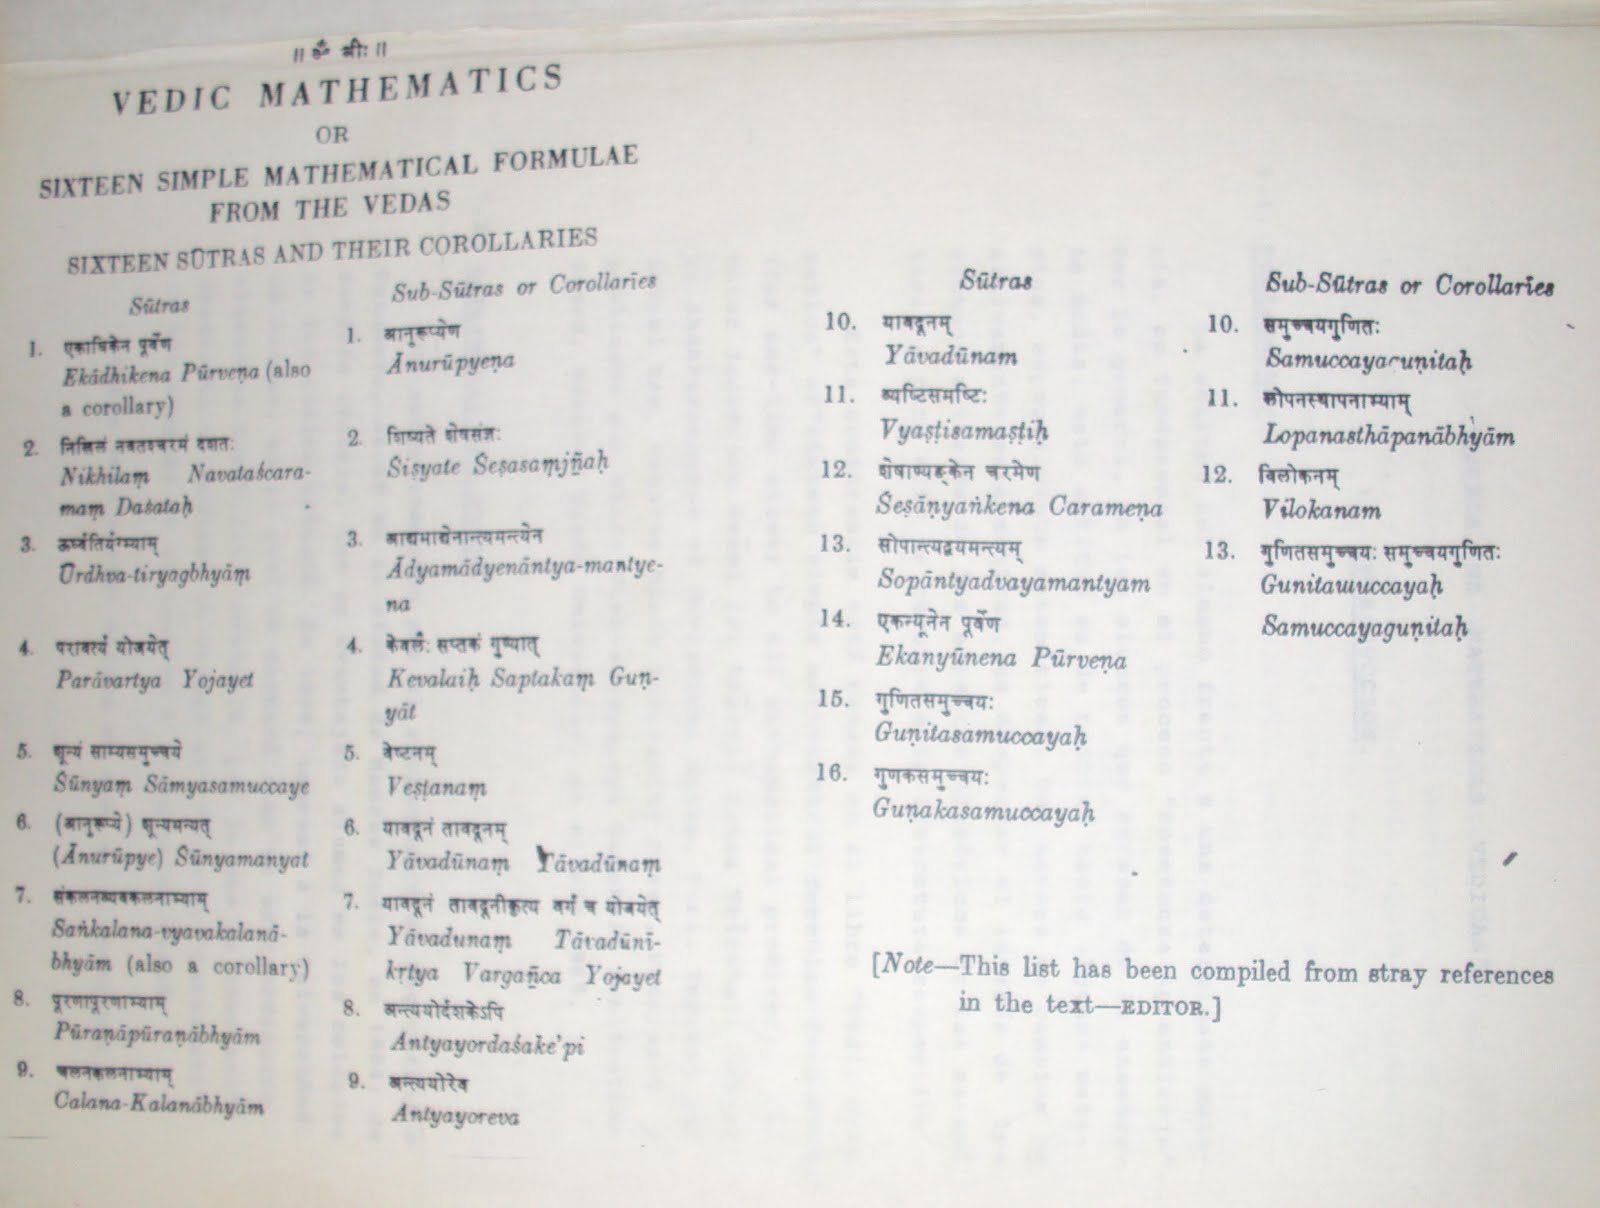 ॥ ॐ श्रीः ॥
VEDIC MATHEMATICS
OR
SIXTEEN SIMPLE MATHEMATICAL FORMULAE
FROM THE VEDAS
SIXTEEN SŪTRAS AND THEIR COROLLARIES
Sūtras
1. एकाधिकेन पूर्वेण
Ekādhikena Pūrveṇa (also
a corollary)
2. निखिलं नवतश्चरमं दशतः
Nikhilaṃ Navataścara-
maṃ Daśataḥ
3. ऊर्ध्वतिर्यग्भ्याम्
Ūrdhva-tiryagbhyāṃ
4. परावर्त्य योजयेत्
Parāvartya Yojayet
5. शून्यं साम्यसमुच्चये
Śūnyaṃ Sāmyasamuccaye
6. (आनुरूप्ये) शून्यमन्यत्
(Ānurūpye) Śūnyamanyat
7. संकलनव्यवकलनाभ्याम्
Saṅkalana-vyavakalanā-
bhyām (also a corollary)
8. पूरणापूरणाभ्याम्
Pūraṇāpūraṇābhyām
9. चलनकलनाभ्याम्
Calana-Kalanābhyām
Sub-Sūtras or Corollaries
1. आनुरूप्येण
Ānurūpyeṇa
2. शिष्यते शेषसंज्ञः
Śiṣyate Śeṣasaṃjñaḥ
3. आद्यमाद्येनान्त्यमन्त्येन
Ādyamādyenāntya-mantye-
na
4. केवलैः सप्तकं गुण्यात्
Kevalaiḥ Saptakaṃ Guṇ-
yāt
5. वेष्टनम्
Veṣṭanaṃ
6. यावदूनं तावदूनम्
Yāvadūnaṃ Tāvadūnaṃ
7. यावदूनं तावदूनीकृत्य वर्गं च योजयेत्
Yāvadunaṃ Tāvadūnī-
kṛtya Vargañca Yojayet
8. अन्त्ययोर्दशकेऽपि
Antyayordaśake'pi
9. अन्त्ययोरेव
Antyayoreva
Sūtras
10. यावदूनम्
Yāvadūnam
11. व्यष्टिसमष्टिः
Vyaṣṭisamaṣṭiḥ
12. शेषाण्यङ्केन चरमेण
Śeṣāṇyaṅkena Carameṇa
13. सोपान्त्यद्वयमन्त्यम्
Sopāntyadvayamantyam
14. एकन्यूनेन पूर्वेण
Ekanyūnena Pūrveṇa
15. गुणितसमुच्चयः
Guṇitasamuccayaḥ
16. गुणकसमुच्चयः
Guṇakasamuccayaḥ
Sub-Sūtras or Corollaries
10. समुच्चयगुणितः
Samuccayaguṇitaḥ
11. लोपनस्थापनाभ्याम्
Lopanasthāpanābhyām
12. विलोकनम्
Vilokanam
13. गुणितसमुच्चयः समुच्चयगुणितः
Samuccayaguṇitaḥ
[Note—This list has been compiled from stray references
in the text—EDITOR.]